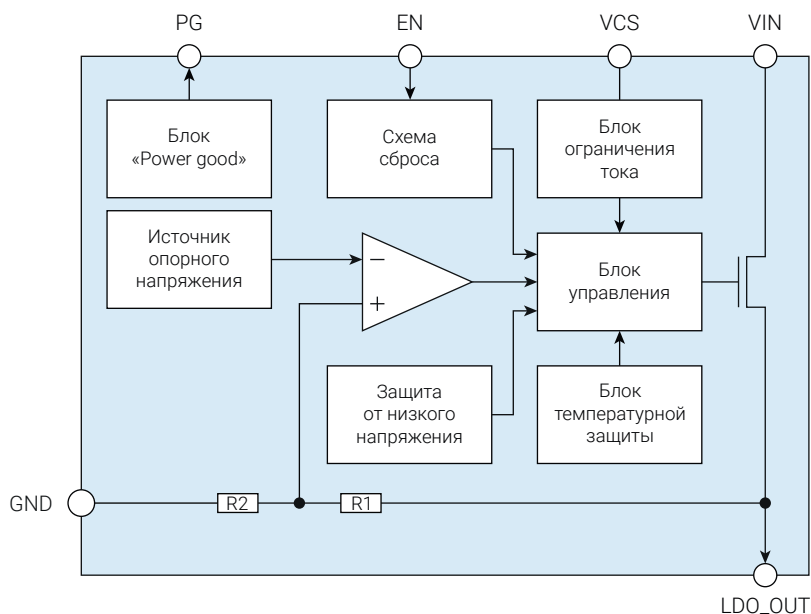 PG
EN
VCS
VIN
Блок
«Power good»
Схема
сброса
Блок
ограничения
тока
Источник
опорного
напряжения
−
+
Блок
управления
Защита
от низкого
напряжения
Блок
температурной
защиты
GND
R2
R1
LDO_OUT